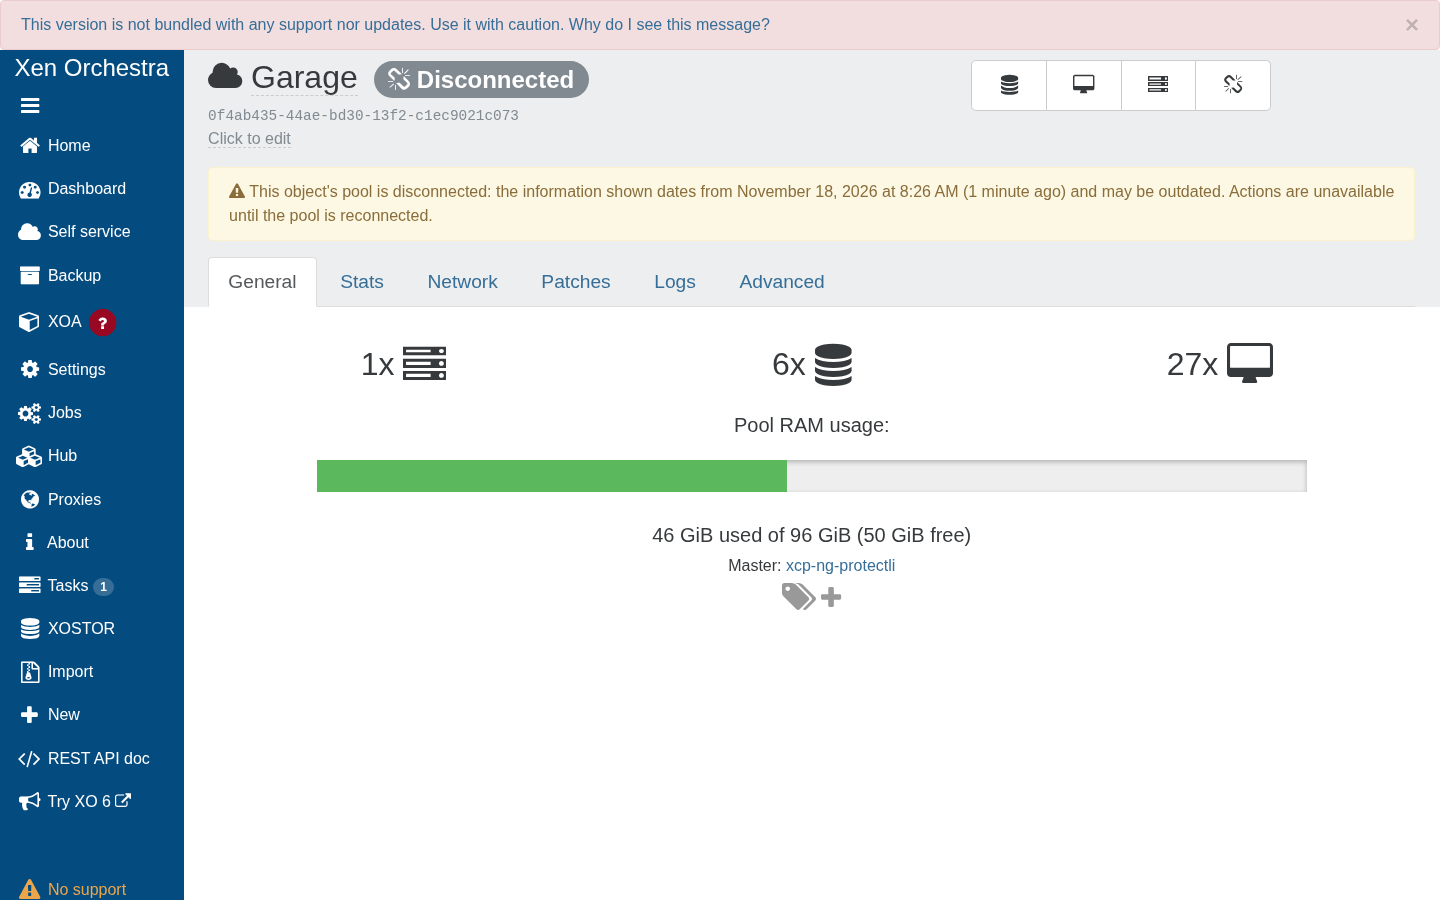 This version is not bundled with any support nor updates. Use it with caution. Why do I see this message?
×
Xen Orchestra
Home
Dashboard
Self service
Backup
XOA ?
Settings
Jobs
Hub
Proxies
About
Tasks 1
XOSTOR
Import
New
REST API doc
Try XO 6
No support
Garage Disconnected
0f4ab435-44ae-bd30-13f2-c1ec9021c073
Click to edit
This object's pool is disconnected: the information shown dates from November 18, 2026 at 8:26 AM (1 minute ago) and may be outdated. Actions are unavailable
until the pool is reconnected.
General Stats Network Patches Logs Advanced
1x 6x 27x
Pool RAM usage:
46 GiB used of 96 GiB (50 GiB free)
Master: xcp-ng-protectli